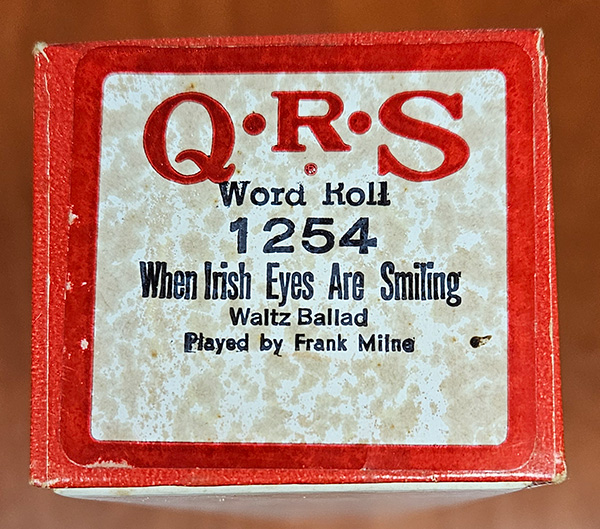 Q·R·S
®
Word Roll
1254
When Irish Eyes Are Smiling
Waltz Ballad
Played by Frank Milne